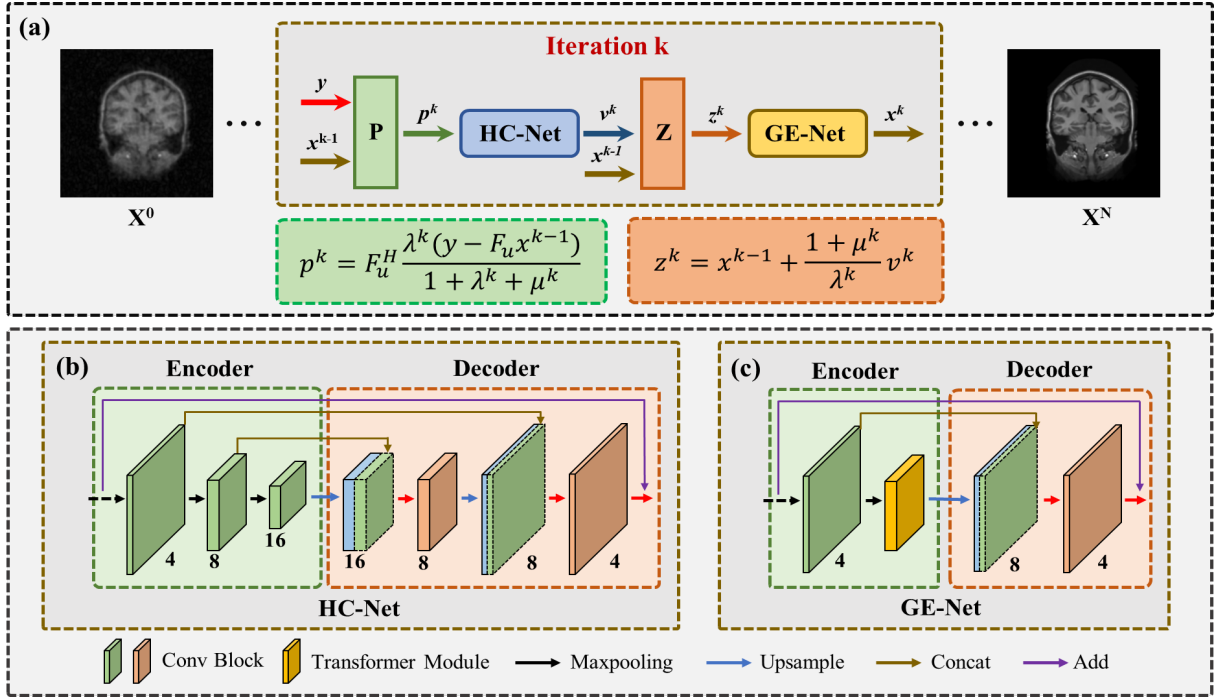 (a)
Iteration k
y
x^{k-1}
P
p^k
HC-Net
v^k
x^{k-1}
Z
z^k
GE-Net
x^k
...
...
X^0
X^N
p^k = F_u^H \frac{λ^k(y − F_u x^{k−1})}{1 + λ^k + μ^k}
z^k = x^{k−1} + \frac{1 + μ^k}{λ^k} v^k
(b)
Encoder
Decoder
4
8
16
16
8
8
4
HC-Net
(c)
Encoder
Decoder
4
8
4
GE-Net
Conv Block
Transformer Module
Maxpooling
Upsample
Concat
Add